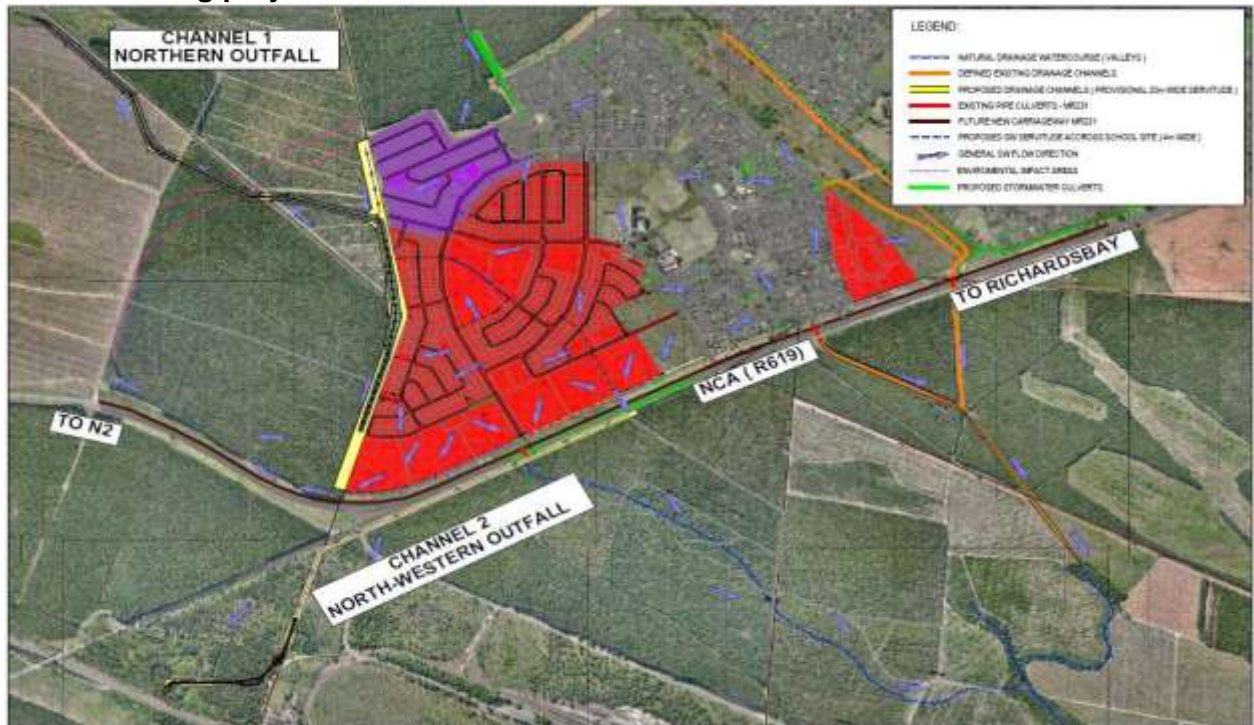 CHANNEL 1
NORTHERN OUTFALL
LEGEND:
NATURAL DRAINAGE WATERCOURSE ( VALLEYS )
DEFINED EXISTING DRAINAGE CHANNELS
PROPOSED DRAINAGE CHANNELS ( PROVISIONAL 20m WIDE SERVITUDE )
EXISTING PIPE CULVERTS - MR231
FUTURE NEW CARRIAGEWAY MR231
PROPOSED SW SERVITUDE ACCROSS SCHOOL SITE ( 4m WIDE )
GENERAL SW FLOW DIRECTION
ENVIROMENTAL IMPACT AREAS
PROPOSED STORMWATER CULVERTS
TO RICHARDSBAY
NCA ( R619)
TO N2
CHANNEL 2
NORTH-WESTERN OUTFALL